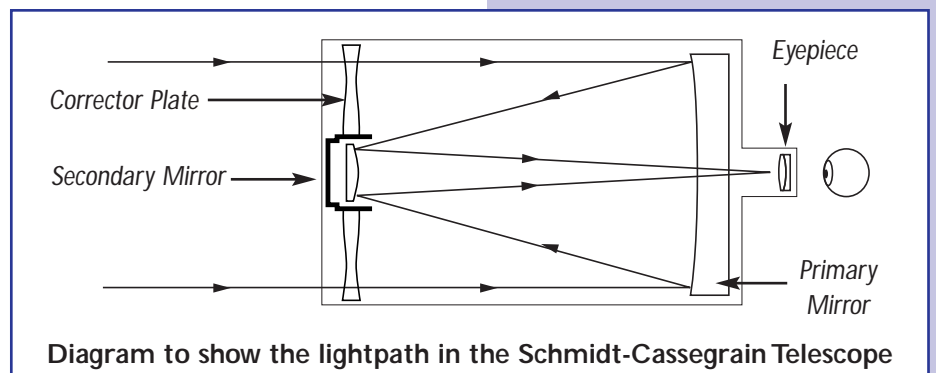 Eyepiece
Corrector Plate
Secondary Mirror
Primary
Mirror
Diagram to show the lightpath in the Schmidt-Cassegrain Telescope